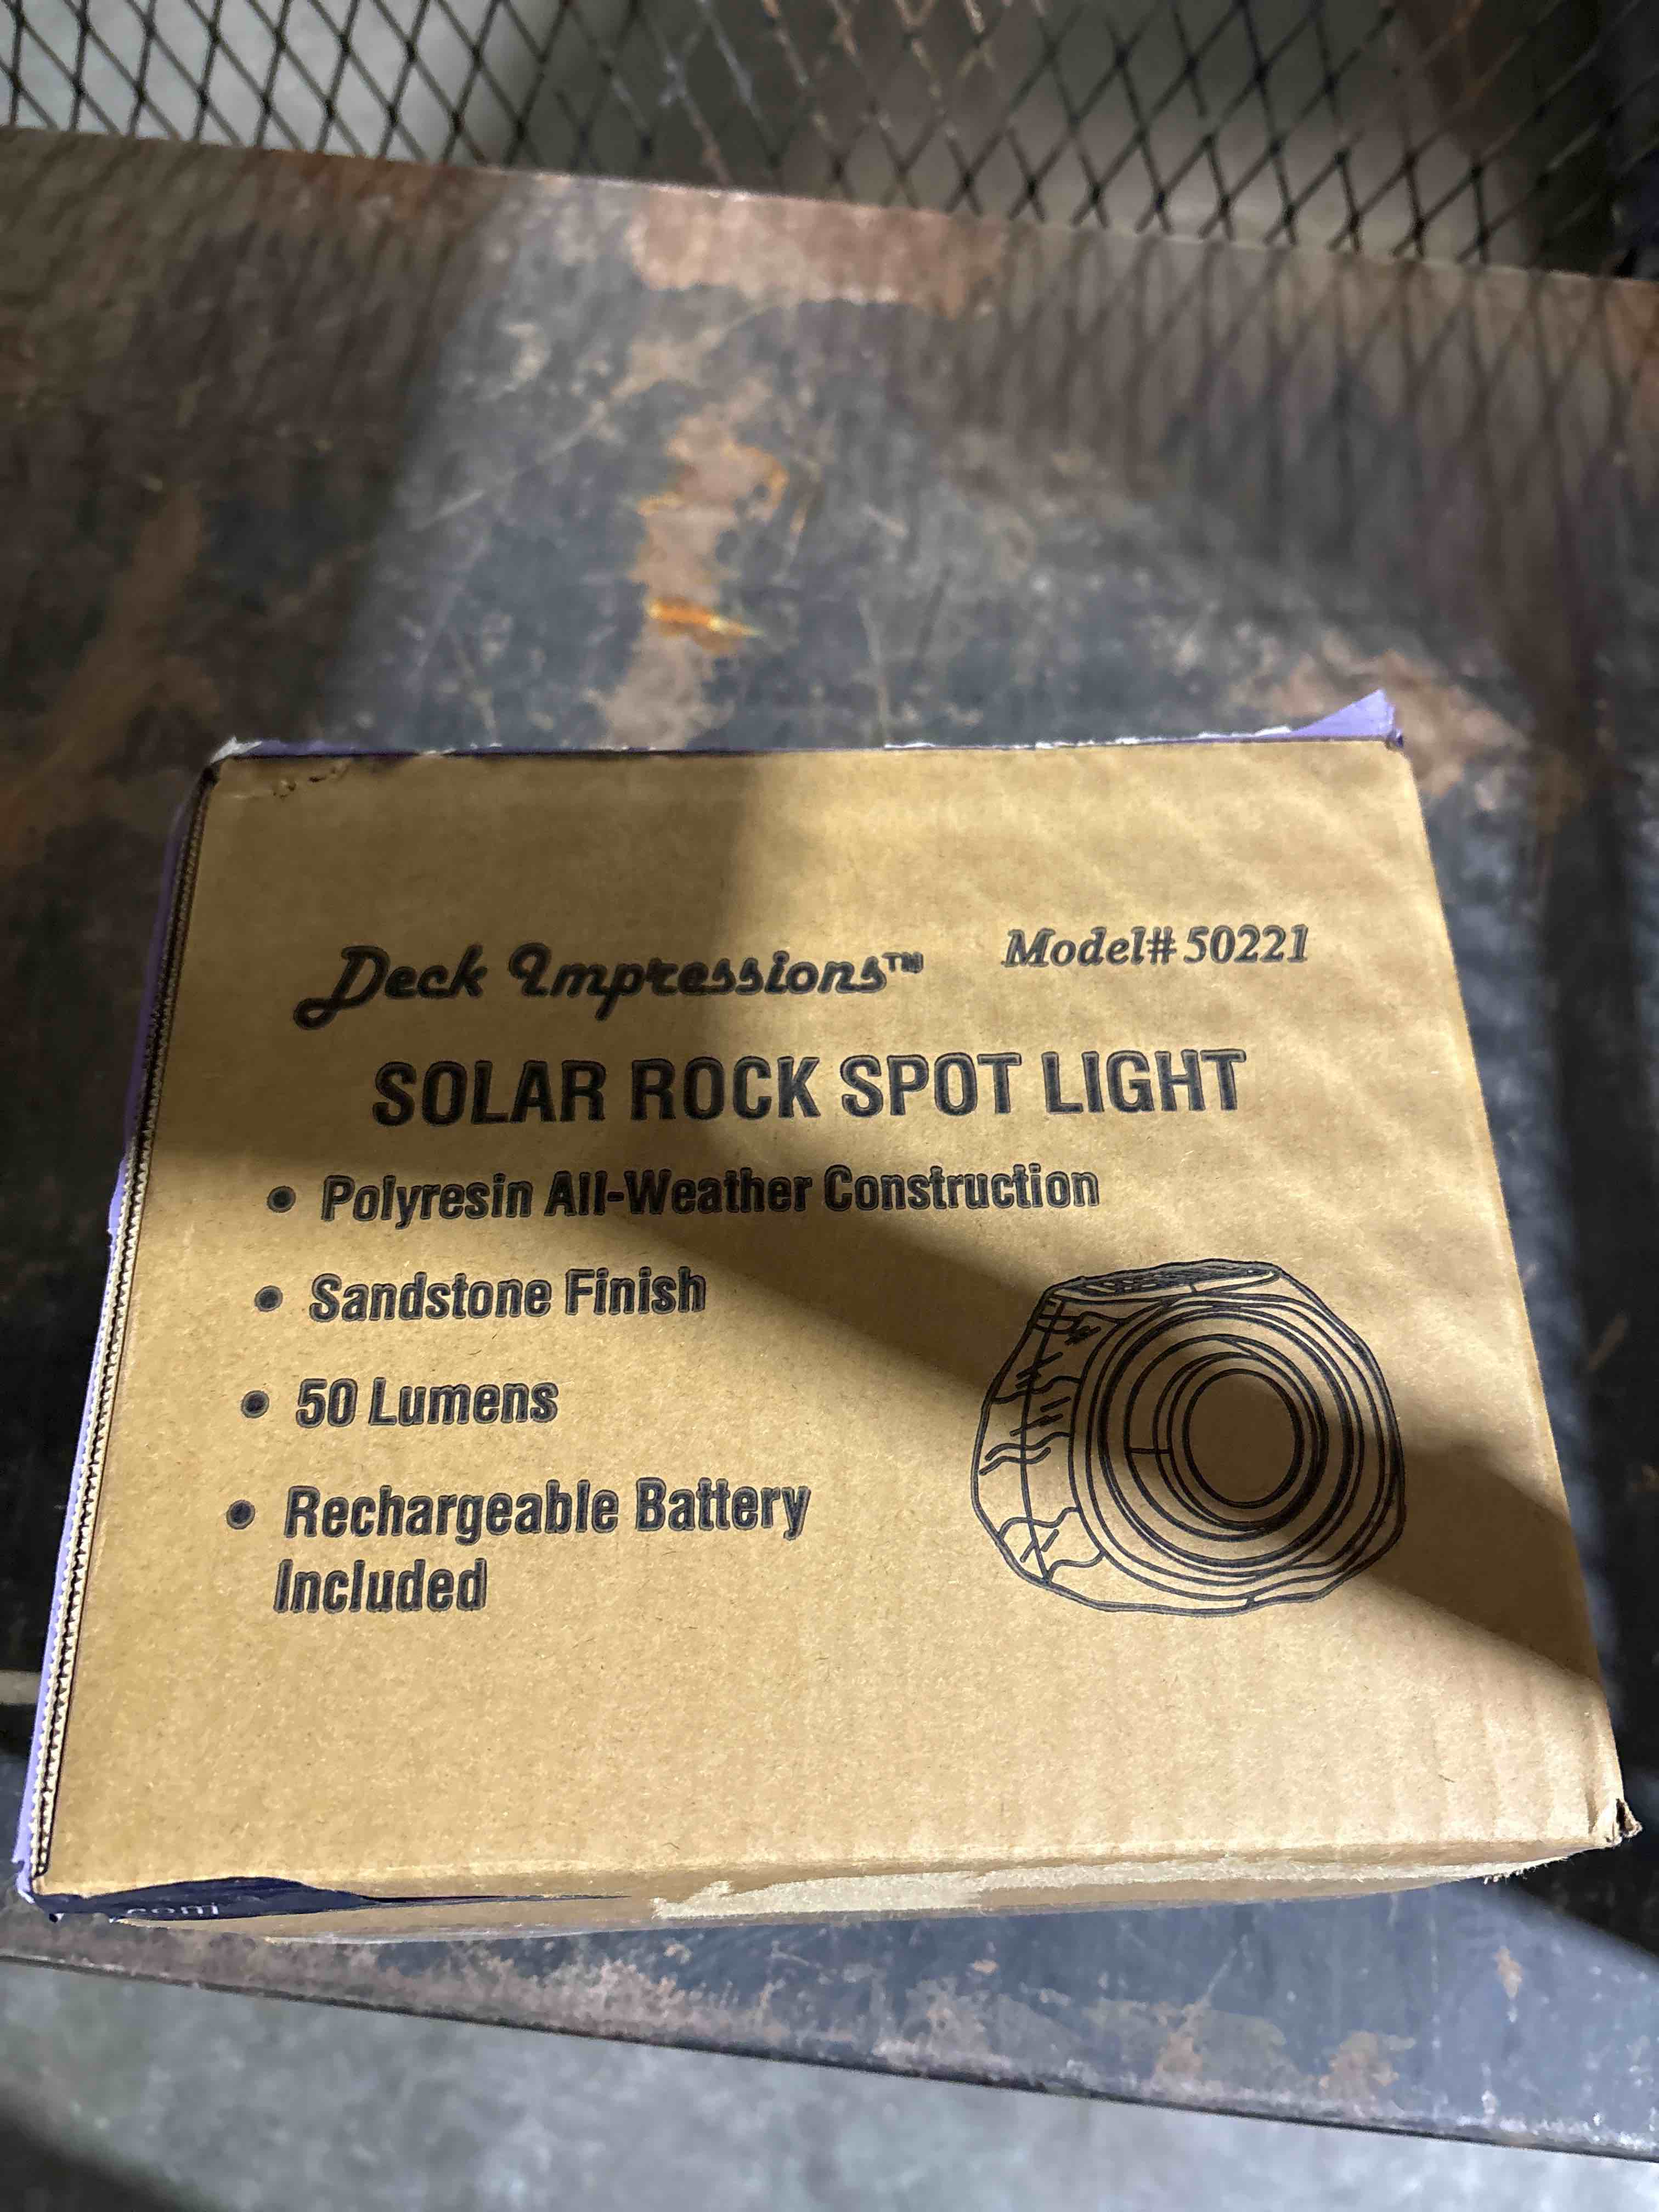 Deck Impressions™ Model# 50221
SOLAR ROCK SPOT LIGHT
• Polyresin All-Weather Construction
• Sandstone Finish
• 50 Lumens
• Rechargeable Battery
Included
.com